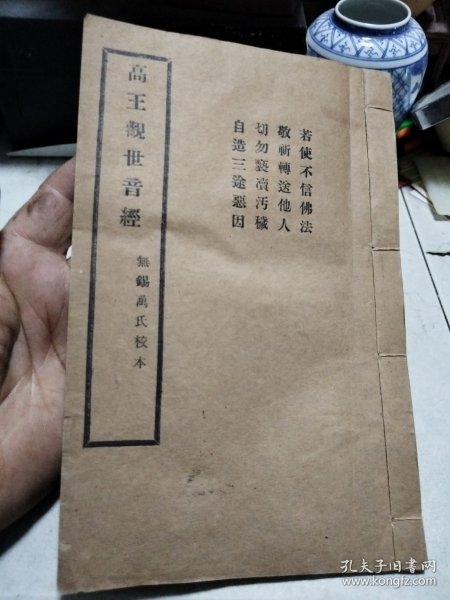 若使不信佛法
敬祈轉送他人
切勿褻瀆汚穢
自造三途惡因
高王觀世音經
無錫萬氏校本
孔夫子旧书网
www.kongfz.com